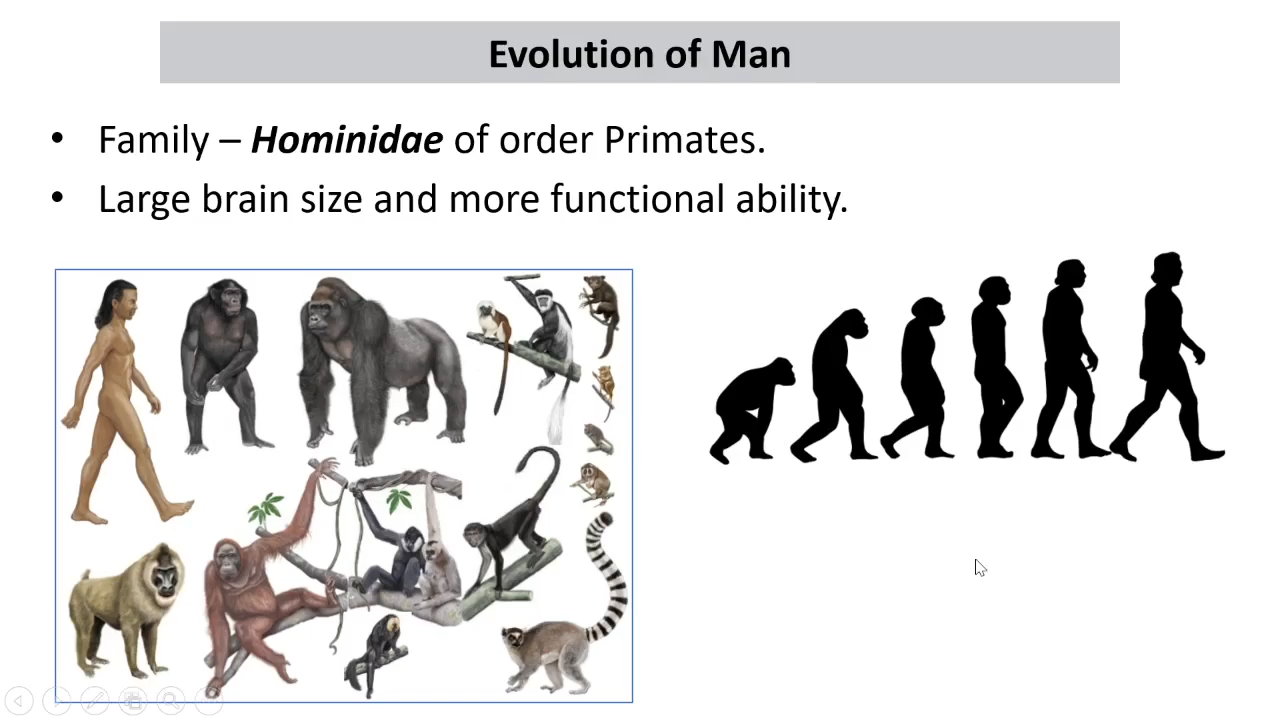 Evolution of Man
• Family – Hominidae of order Primates.
• Large brain size and more functional ability.